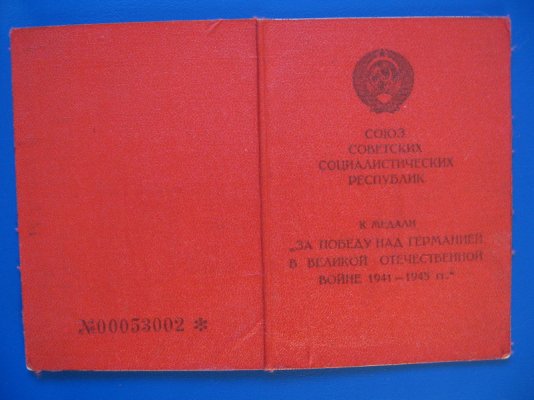 №00053002 *
СОЮЗ
СОВЕТСКИХ
СОЦИАЛИСТИЧЕСКИХ
РЕСПУБЛИК
К МЕДАЛИ
„ЗА ПОБЕДУ НАД ГЕРМАНИЕЙ
В ВЕЛИКОЙ ОТЕЧЕСТВЕННОЙ
ВОЙНЕ 1941—1945 гг.“